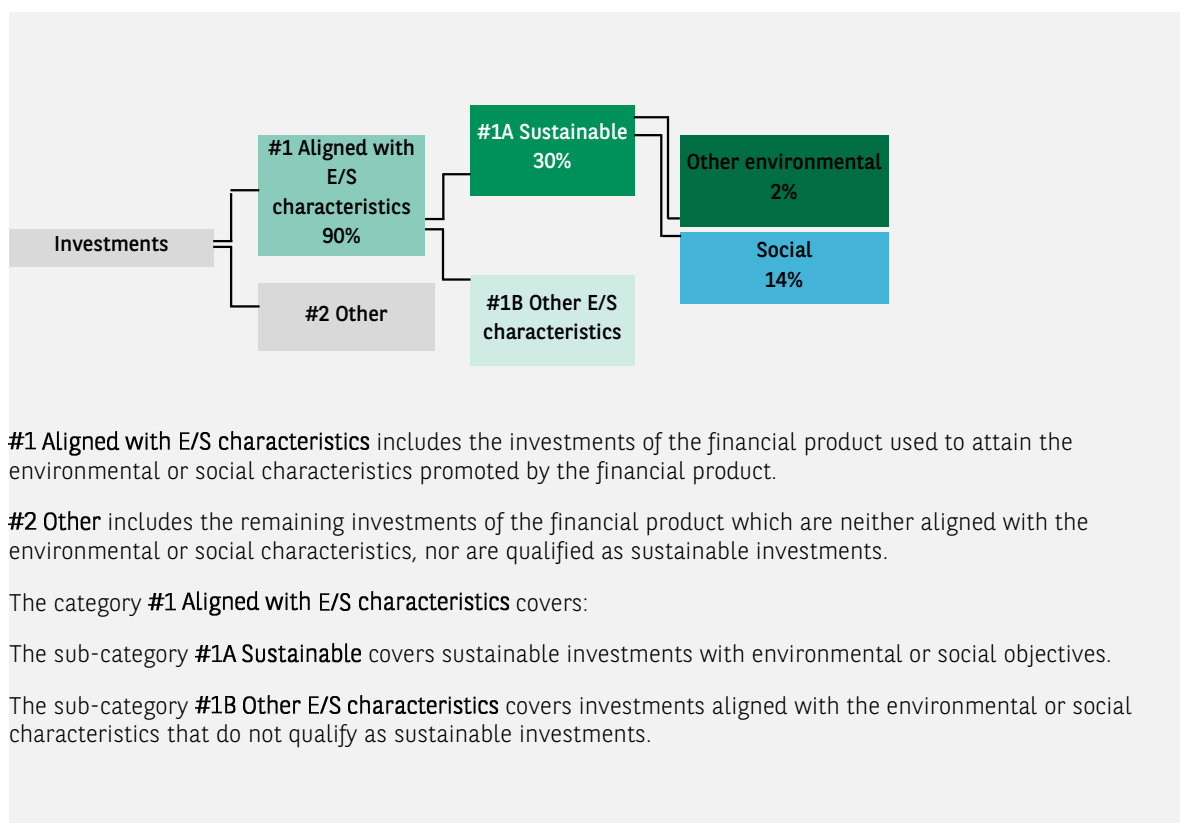 Investments
#1 Aligned with
E/S
characteristics
90%
#2 Other
#1A Sustainable
30%
#1B Other E/S
characteristics
Other environmental
2%
Social
14%
#1 Aligned with E/S characteristics includes the investments of the financial product used to attain the
environmental or social characteristics promoted by the financial product.
#2 Other includes the remaining investments of the financial product which are neither aligned with the
environmental or social characteristics, nor are qualified as sustainable investments.
The category #1 Aligned with E/S characteristics covers:
The sub-category #1A Sustainable covers sustainable investments with environmental or social objectives.
The sub-category #1B Other E/S characteristics covers investments aligned with the environmental or social
characteristics that do not qualify as sustainable investments.